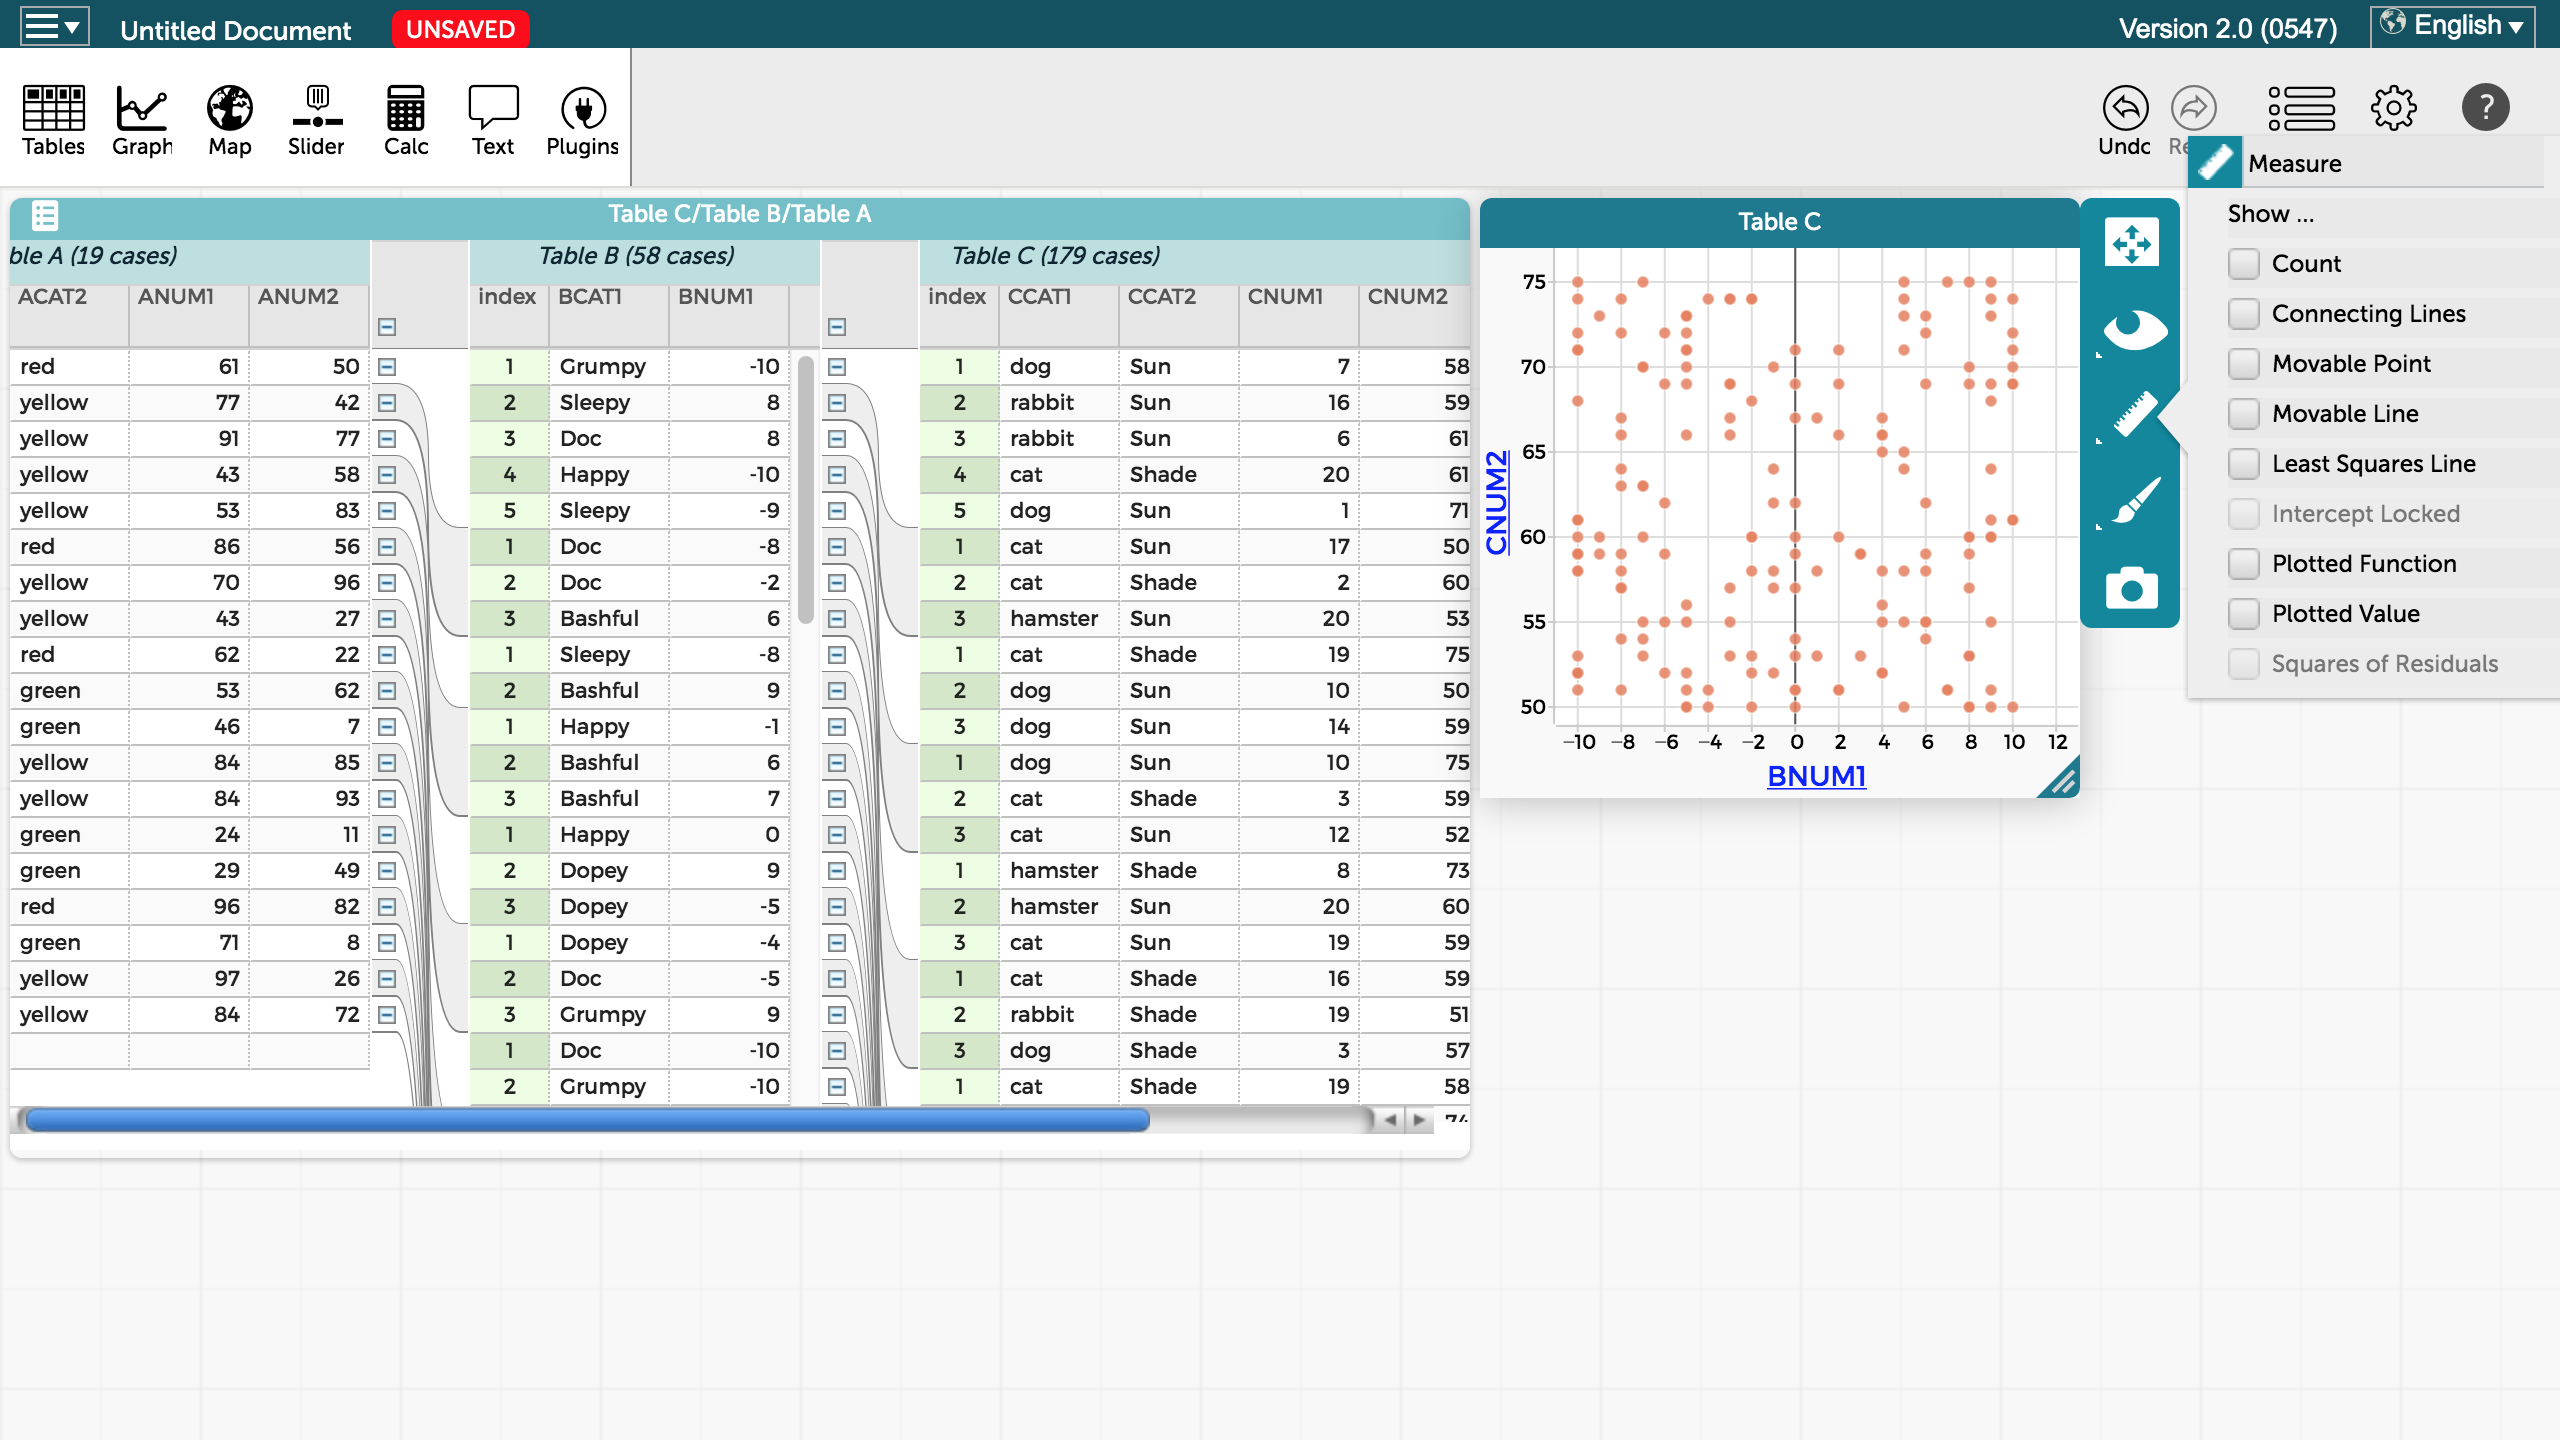 Untitled Document UNSAVED Version 2.0 (0547) English
Tables Graph Map Slider Calc Text Plugins Undo
Measure
Show ...
Count
Connecting Lines
Movable Point
Movable Line
Least Squares Line
Intercept Locked
Plotted Function
Plotted Value
Squares of Residuals
Table C/Table B/Table A
ble A (19 cases) Table B (58 cases) Table C (179 cases)
ACAT2 ANUM1 ANUM2 index BCAT1 BNUM1 index CCAT1 CCAT2 CNUM1 CNUM2
red 61 50 1 Grumpy -10 1 dog Sun 7 58
yellow 77 42 2 Sleepy 8 2 rabbit Sun 16 59
yellow 91 77 3 Doc 8 3 rabbit Sun 6 61
yellow 43 58 4 Happy -10 4 cat Shade 20 61
yellow 53 83 5 Sleepy -9 5 dog Sun 1 71
red 86 56 1 Doc -8 1 cat Sun 17 50
yellow 70 96 2 Doc -2 2 cat Shade 2 60
yellow 43 27 3 Bashful 6 3 hamster Sun 20 53
red 62 22 1 Sleepy -8 1 cat Shade 19 75
green 53 62 2 Bashful 9 2 dog Sun 10 50
green 46 7 1 Happy -1 3 dog Sun 14 59
yellow 84 85 2 Bashful 6 1 dog Sun 10 75
yellow 84 93 3 Bashful 7 2 cat Shade 3 59
green 24 11 1 Happy 0 3 cat Sun 12 52
green 29 49 2 Dopey 9 1 hamster Shade 8 73
red 96 82 3 Dopey -5 2 hamster Sun 20 60
green 71 8 1 Dopey -4 3 cat Sun 19 59
yellow 97 26 2 Doc -5 1 cat Shade 16 59
yellow 84 72 3 Grumpy 9 2 rabbit Shade 19 51
1 Doc -10 3 dog Shade 3 57
2 Grumpy -10 1 cat Shade 19 58
74
Table C
CNUM2
75
70
65
60
55
50
−10 −8 −6 −4 −2 0 2 4 6 8 10 12
BNUM1